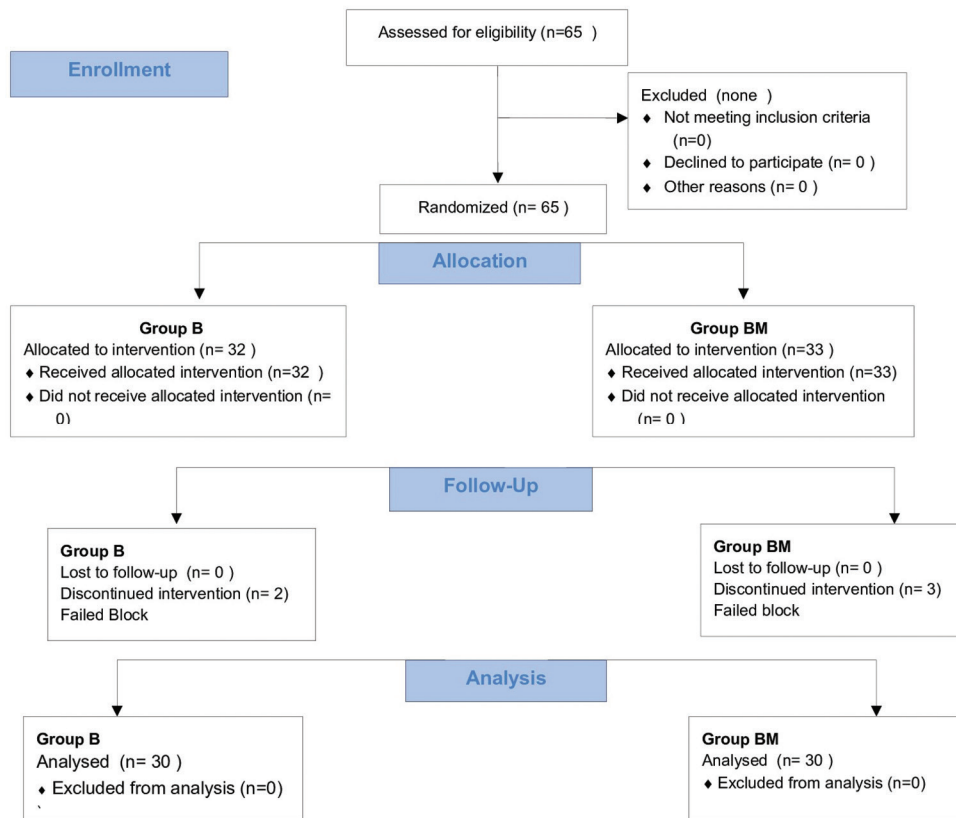 Assessed for eligibility (n=65 )
Enrollment
Excluded (none )
♦ Not meeting inclusion criteria
(n=0)
♦ Declined to participate (n= 0 )
♦ Other reasons (n= 0 )
Randomized (n= 65 )
Allocation
Group B
Allocated to intervention (n= 32 )
♦ Received allocated intervention (n=32 )
♦ Did not receive allocated intervention (n=
0)
Group BM
Allocated to intervention (n=33 )
♦ Received allocated intervention (n=33)
♦ Did not receive allocated intervention
(n= 0 )
Follow-Up
Group B
Lost to follow-up (n= 0 )
Discontinued intervention (n= 2)
Failed Block
Group BM
Lost to follow-up (n= 0 )
Discontinued intervention (n= 3)
Failed block
Analysis
Group B
Analysed (n= 30 )
♦ Excluded from analysis (n=0)
Group BM
Analysed (n= 30 )
♦ Excluded from analysis (n=0)